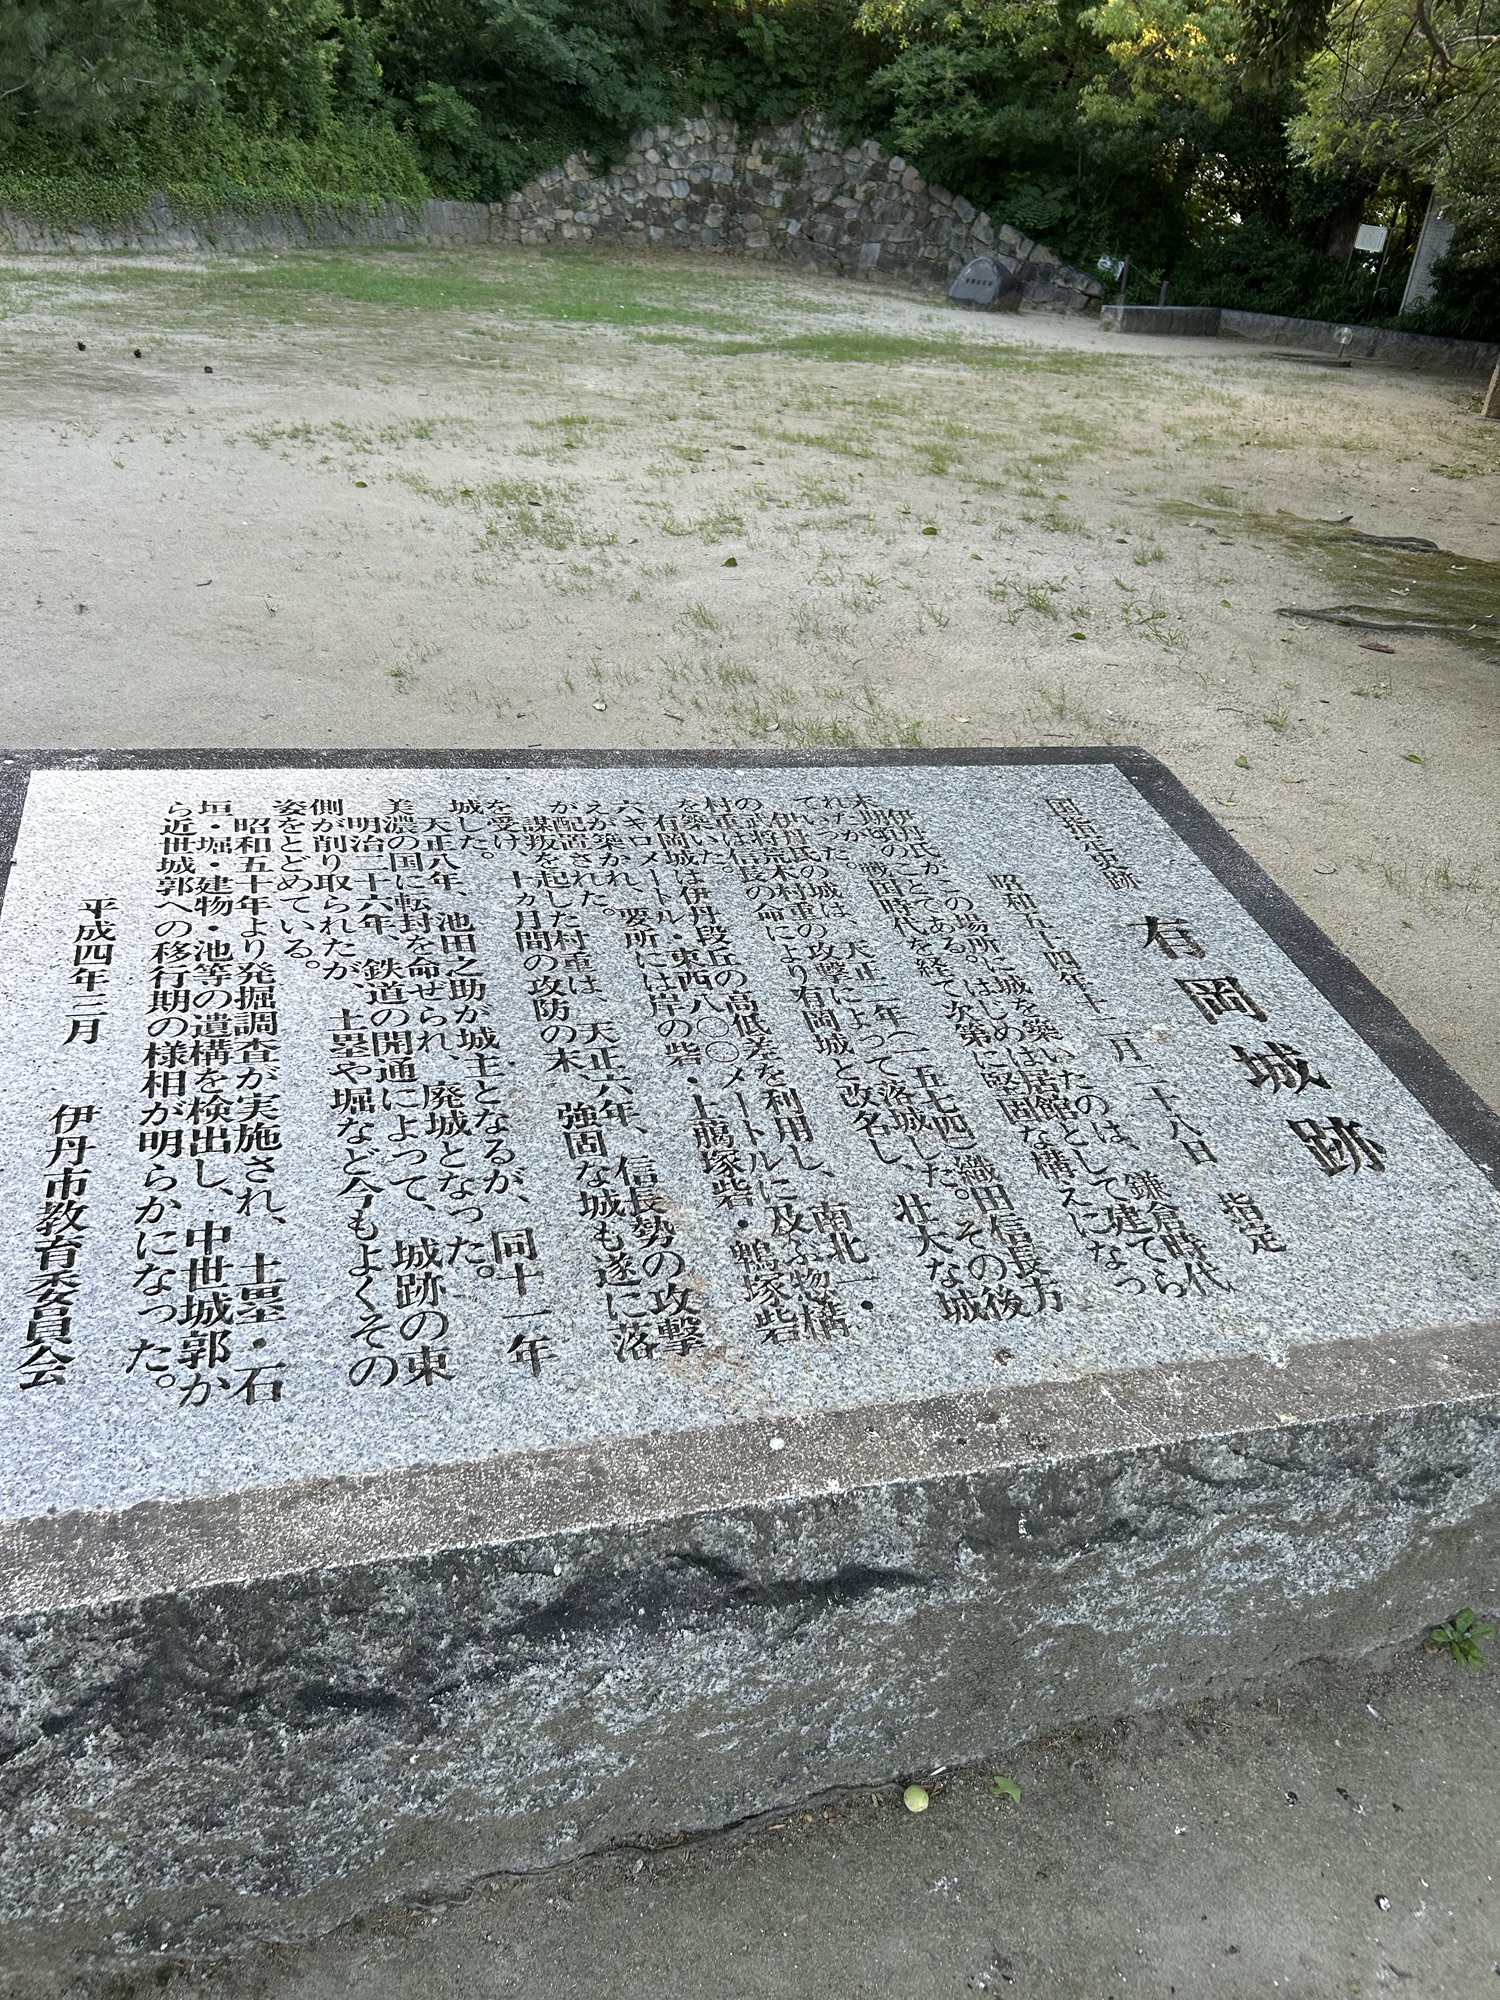 国指定史跡 有岡城跡
昭和五十四年十二月二十八日 指定
伊丹氏がこの場所に城を築いたのは、鎌倉時代
末期頃のことである。はじめは居館として建てら
れたが、戦国時代を経て次第に堅固な構えになっ
ていった。
伊丹氏の城は、天正二年(一五七四)織田信長方
の武将荒木村重の攻撃によって落城した。その後
村重は信長の命により有岡城と改名し、壮大な城
を築いた。
有岡城は伊丹段丘の高低差を利用し、南北一・
六キロメートル・東西八〇〇メートルに及ぶ惣構
えが築かれ、要所には岸の砦・上臈塚砦・鵯塚砦
が配置された。
謀叛を起した村重は、天正六年、信長勢の攻撃
を受け、十ヵ月間の攻防の末、強固な城も遂に落
城した。
天正八年、池田之助が城主となるが、同十一年
美濃の国に転封を命ぜられ、廃城となった。
明治二十六年、鉄道の開通によって、城跡の東
側が削り取られたが、土塁や堀など今もよくその
姿をとどめている。
昭和五十年より発掘調査が実施され、土塁・石
垣・堀・建物・池等の遺構を検出し、中世城郭か
ら近世城郭への移行期の様相が明らかになった。
平成四年三月 伊丹市教育委員会